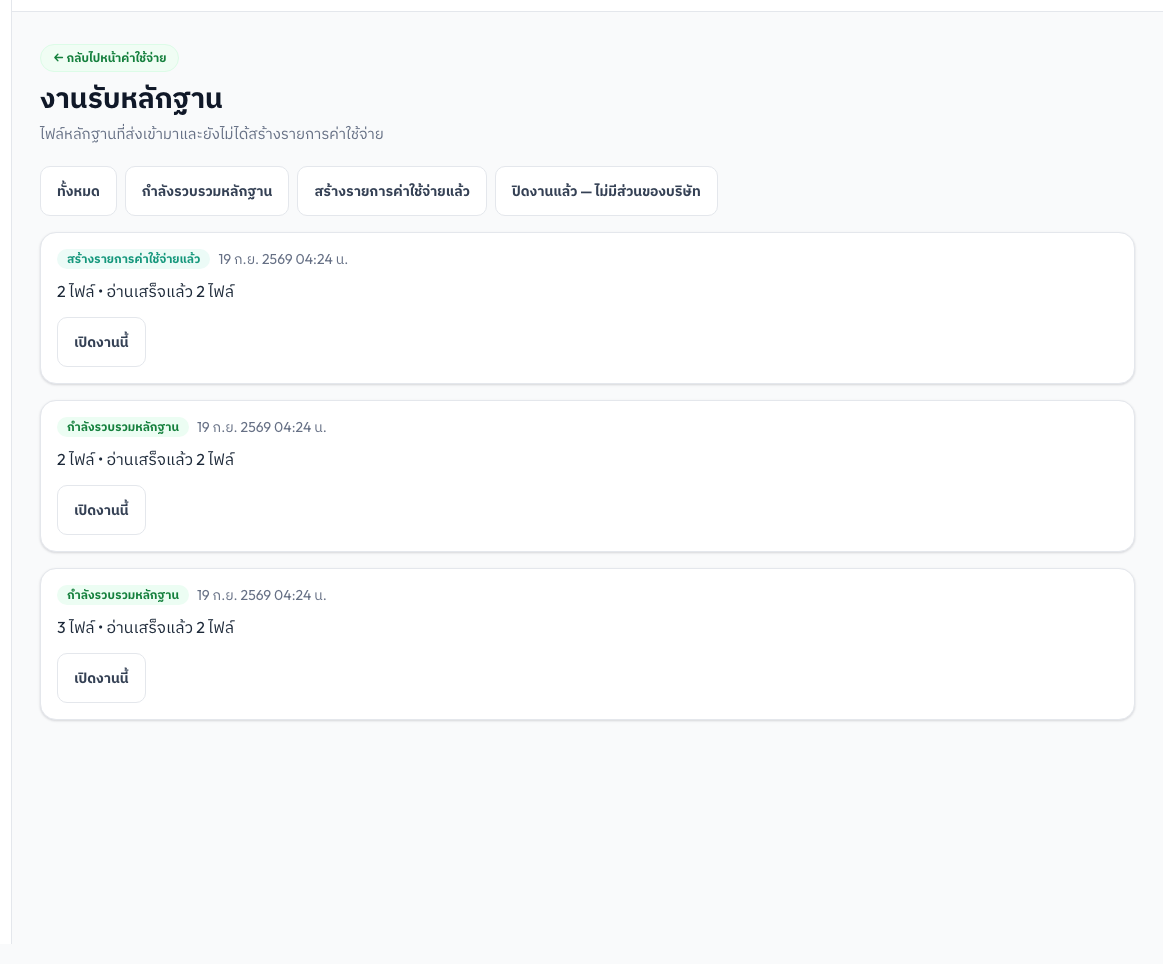 ← กลับไปหน้าค่าใช้จ่าย
งานรับหลักฐาน
ไฟล์หลักฐานที่ส่งเข้ามาและยังไม่ได้สร้างรายการค่าใช้จ่าย
ทั้งหมด กำลังรวบรวมหลักฐาน สร้างรายการค่าใช้จ่ายแล้ว ปิดงานแล้ว — ไม่มีส่วนของบริษัท
สร้างรายการค่าใช้จ่ายแล้ว 19 ก.ย. 2569 04:24 น.
2 ไฟล์ • อ่านเสร็จแล้ว 2 ไฟล์
เปิดงานนี้
กำลังรวบรวมหลักฐาน 19 ก.ย. 2569 04:24 น.
2 ไฟล์ • อ่านเสร็จแล้ว 2 ไฟล์
เปิดงานนี้
กำลังรวบรวมหลักฐาน 19 ก.ย. 2569 04:24 น.
3 ไฟล์ • อ่านเสร็จแล้ว 2 ไฟล์
เปิดงานนี้